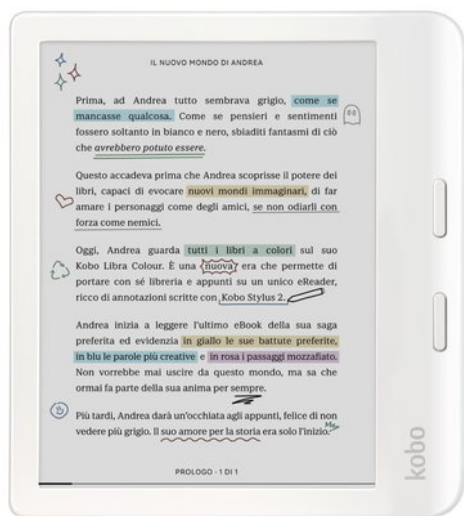 IL NUOVO MONDO DI ANDREA
Prima, ad Andrea tutto sembrava grigio, come se
mancasse qualcosa. Come se pensieri e sentimenti
fossero soltanto in bianco e nero, sbiaditi fantasmi di ciò
che avrebbero potuto essere.
Questo accadeva prima che Andrea scoprisse il potere dei
libri, capaci di evocare nuovi mondi immaginari, di far
amare i personaggi come degli amici, se non odiarli con
forza come nemici.
Oggi, Andrea guarda tutti i libri a colori sul suo
Kobo Libra Colour. È una nuova era che permette di
portare con sé libreria e appunti su un unico eReader,
ricco di annotazioni scritte con Kobo Stylus 2.
Andrea inizia a leggere l'ultimo eBook della sua saga
preferita ed evidenzia in giallo le sue battute preferite,
in blu le parole più creative e in rosa i passaggi mozzafiato.
Non vorrebbe mai uscire da questo mondo, ma sa che
ormai fa parte della sua anima per sempre.
Più tardi, Andrea darà un'occhiata agli appunti, felice di non
vedere più grigio. Il suo amore per la storia era solo l'inizio.
PROLOGO - 1 DI 1
kobo